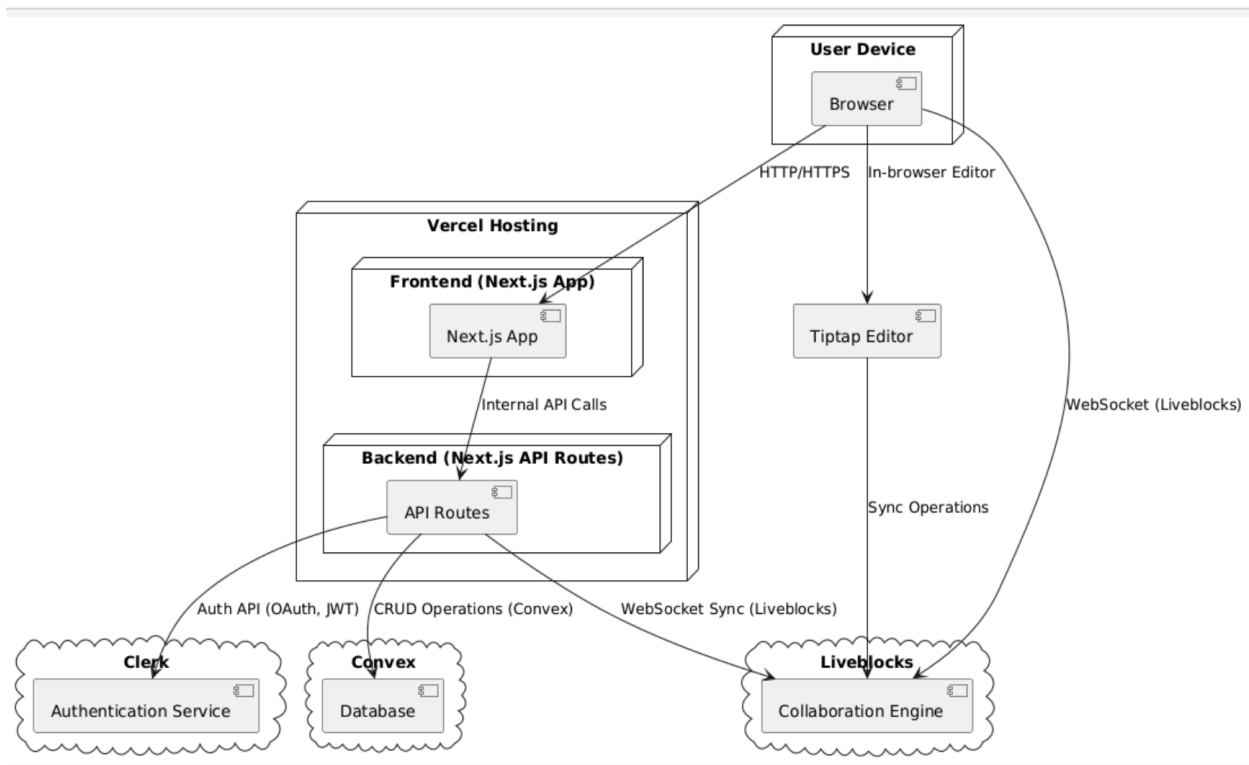 User Device
Browser
HTTP/HTTPS
In-browser Editor
Vercel Hosting
Frontend (Next.js App)
Next.js App
Tiptap Editor
Internal API Calls
WebSocket (Liveblocks)
Backend (Next.js API Routes)
API Routes
Sync Operations
Auth API (OAuth, JWT)
CRUD Operations (Convex)
WebSocket Sync (Liveblocks)
Clerk
Convex
Liveblocks
Authentication Service
Database
Collaboration Engine